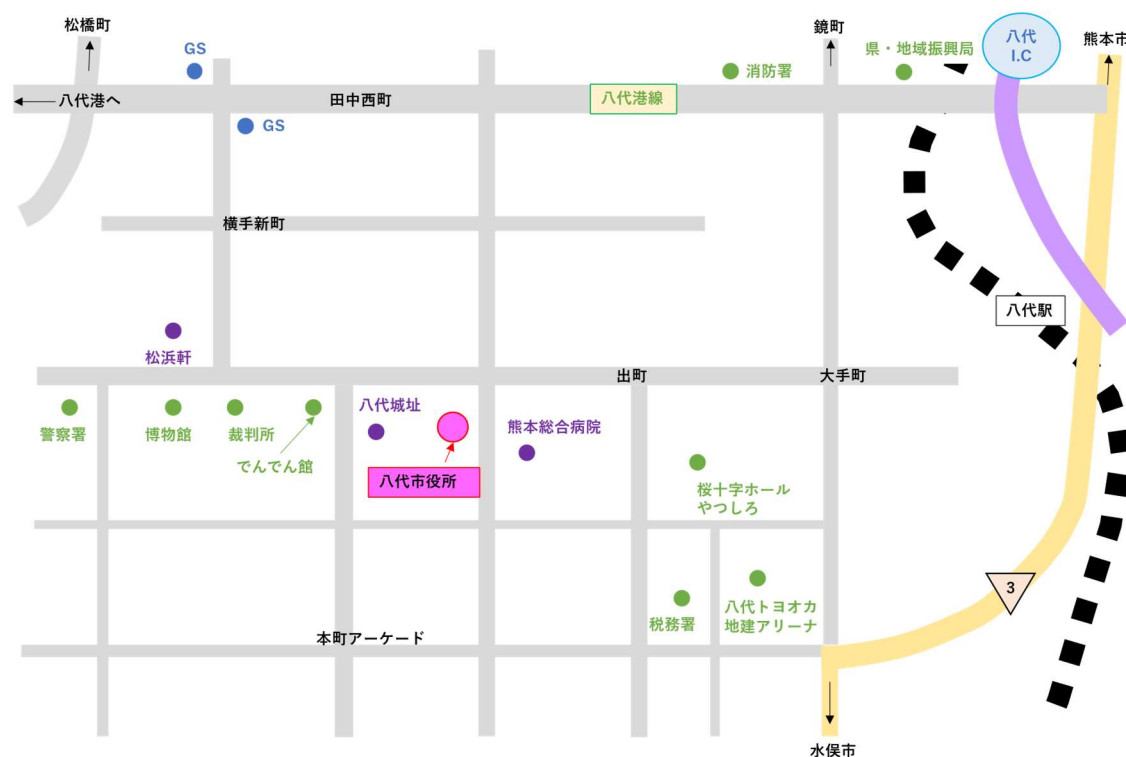 松橋町
鏡町
八代
I.C
熊本市
GS
消防署
県・地域振興局
八代港へ
田中西町
八代港線
GS
横手新町
八代駅
松浜軒
出町
大手町
八代城址
熊本総合病院
警察署
博物館
裁判所
でんでん館
八代市役所
桜十字ホール
やつしろ
3
税務署
八代トヨオカ
地建アリーナ
本町アーケード
水俣市